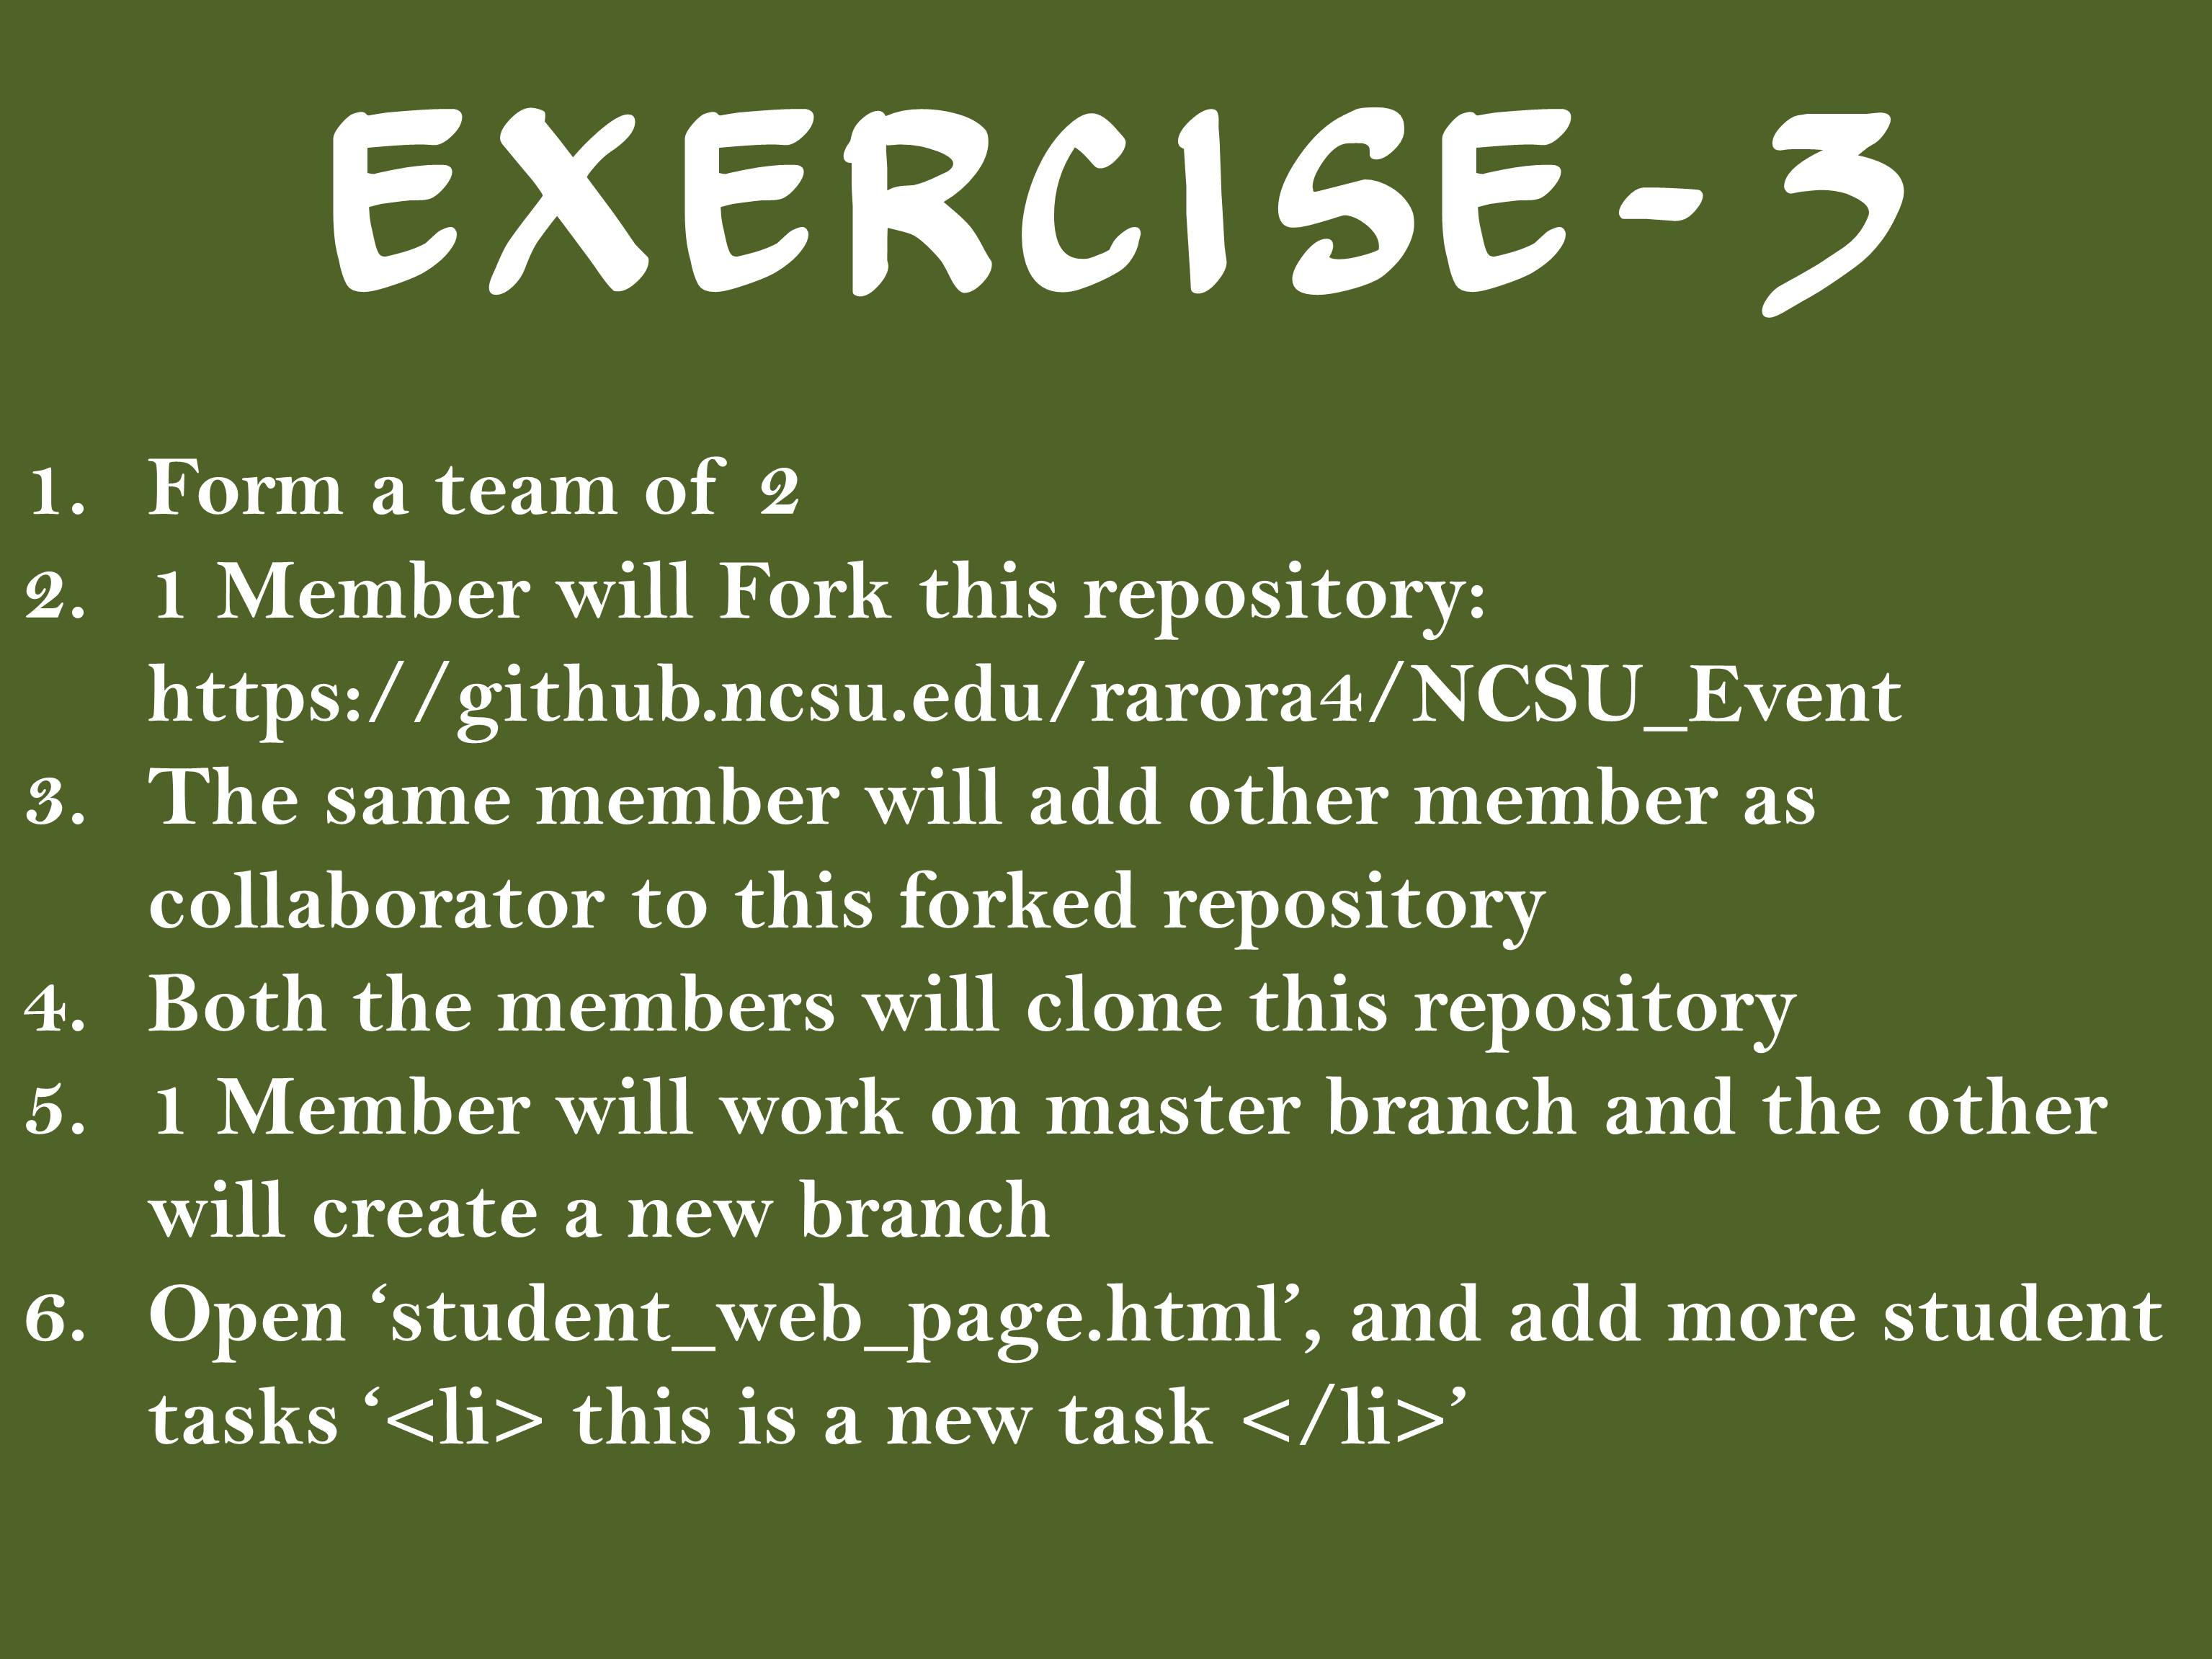 EXERCISE-3
1. Form a team of 2
2. 1 Member will Fork this repository:
https://github.ncsu.edu/rarora4/NCSU_Event
3. The same member will add other member as
collaborator to this forked repository
4. Both the members will clone this repository
5. 1 Member will work on master branch and the other
will create a new branch
6. Open ‘student_web_page.html’, and add more student
tasks ‘<li> this is a new task </li>’